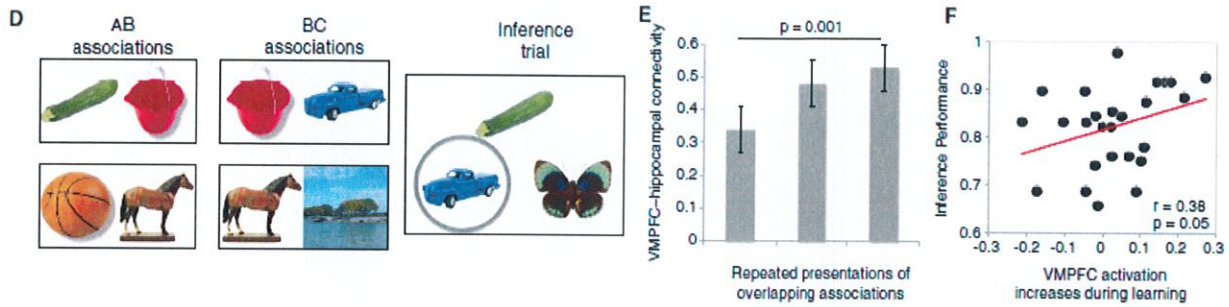 D
AB
associations
BC
associations
Inference
trial
E
p = 0.001
VMPFC–hippocampal connectivity
0.6
0.5
0.4
0.3
0.2
0.1
0
Repeated presentations of
overlapping associations
F
Inference Performance
1
0.9
0.8
0.7
0.6
r = 0.38
p = 0.05
-0.3 -0.2 -0.1 0 0.1 0.2 0.3
VMPFC activation
increases during learning